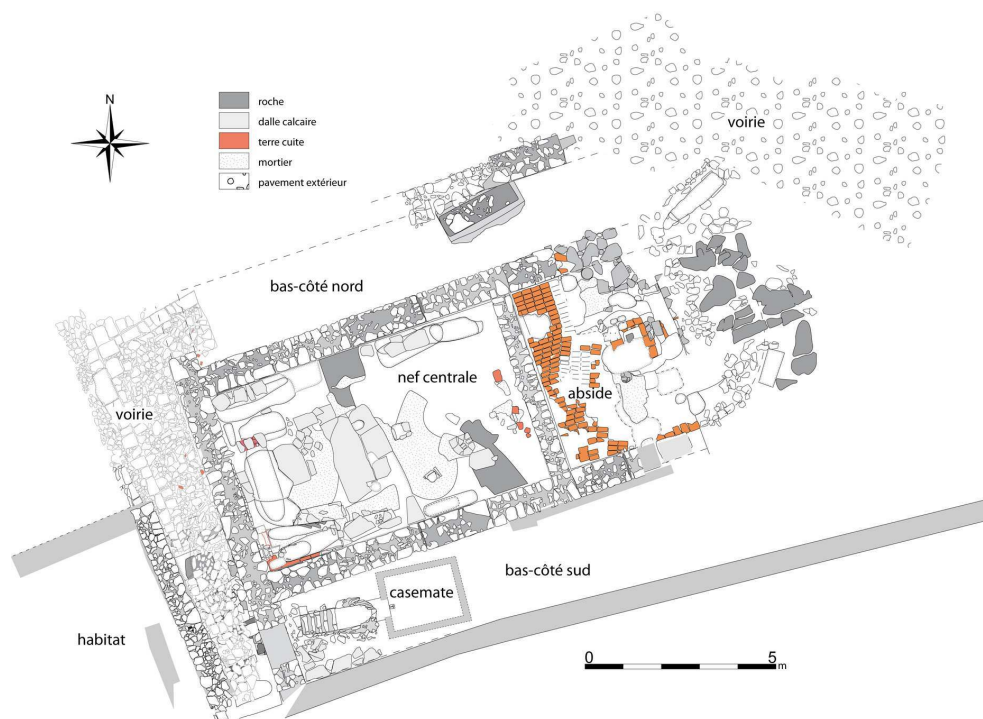 N
roche
dalle calcaire
terre cuite
mortier
pavement extérieur
voirie
bas-côté nord
nef centrale
voirie
abside
bas-côté sud
casemate
habitat
0
5
m